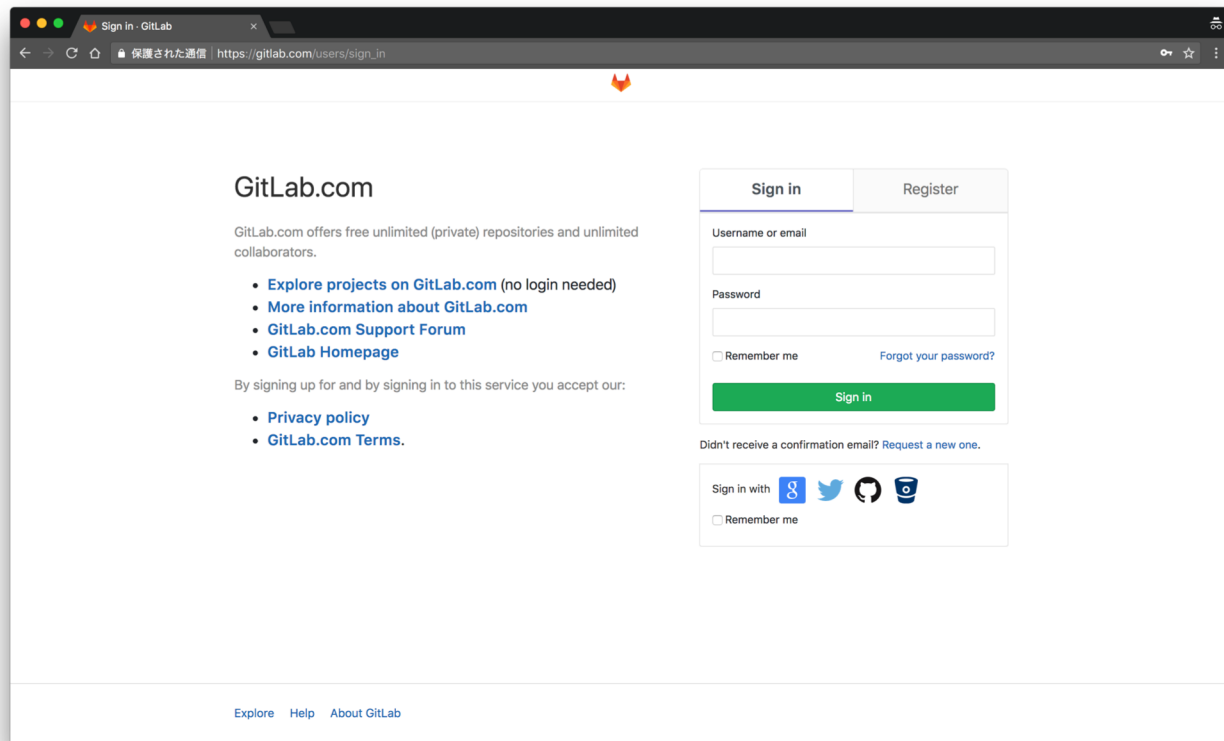 Sign in · GitLab
保護された通信 https://gitlab.com/users/sign_in
GitLab.com
GitLab.com offers free unlimited (private) repositories and unlimited
collaborators.
Explore projects on GitLab.com (no login needed)
More information about GitLab.com
GitLab.com Support Forum
GitLab Homepage
By signing up for and by signing in to this service you accept our:
Privacy policy
GitLab.com Terms.
Sign in
Register
Username or email
Password
Remember me
Forgot your password?
Sign in
Didn't receive a confirmation email? Request a new one.
Sign in with
Remember me
Explore
Help
About GitLab